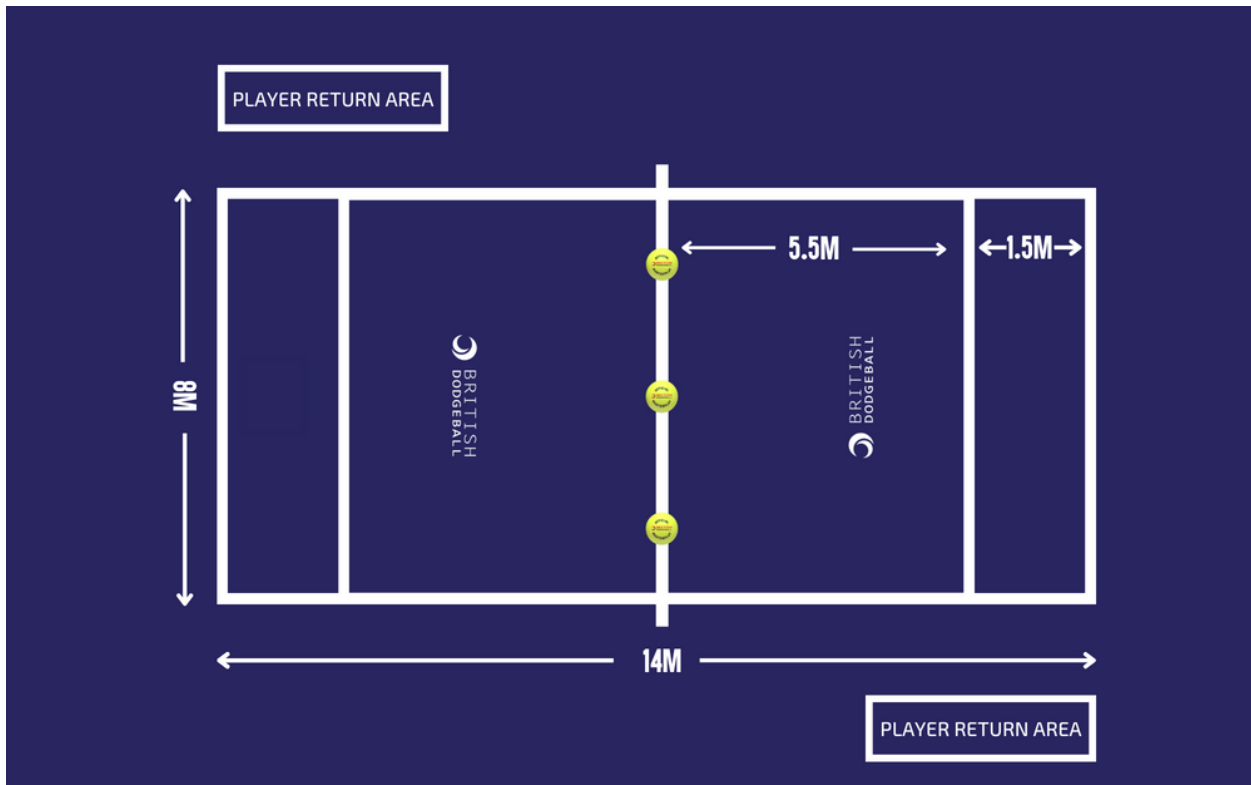 PLAYER RETURN AREA
5.5M
1.5M
8M
BRITISH
DODGEBALL
BRITISH
DODGEBALL
14M
PLAYER RETURN AREA